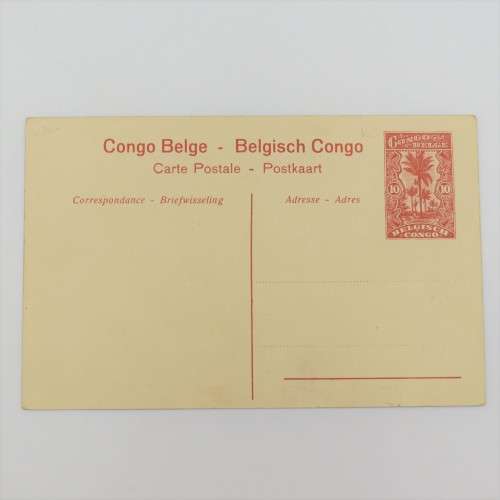 Congo Belge - Belgisch Congo
Carte Postale - Postkaart
Correspondance - Briefwisseling
Adresse - Adres
CONGO
BELGE
10 10
BELGISCH
CONGO